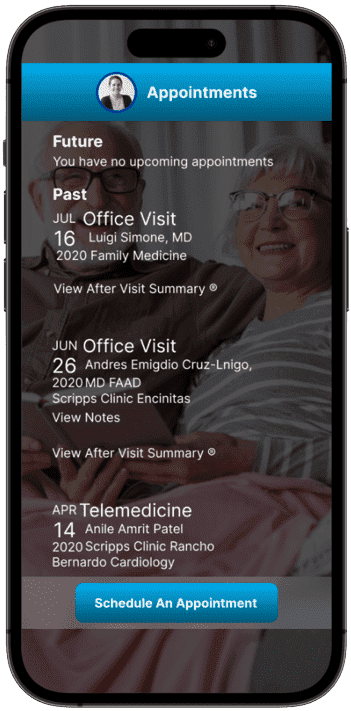 Appointments
Future
You have no upcoming appointments
Past
JUL Office Visit
16 Luigi Simone, MD
2020 Family Medicine
View After Visit Summary ®
JUN Office Visit
26 Andres Emigdio Cruz-Lnigo,
2020 MD FAAD
Scripps Clinic Encinitas
View Notes
View After Visit Summary ®
APR Telemedicine
14 Anile Amrit Patel
2020 Scripps Clinic Rancho
Bernardo Cardiology
Schedule An Appointment